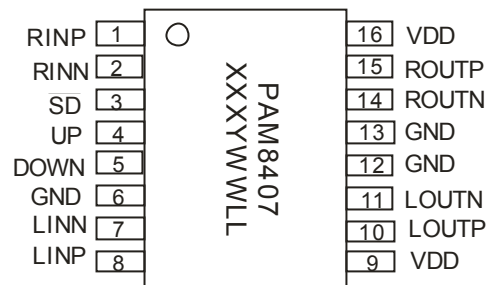 RINP 1 16 VDD
RINN 2 15 ROUTP
SD 3 14 ROUTN
UP 4 13 GND
DOWN 5 12 GND
GND 6 11 LOUTN
LINN 7 10 LOUTP
LINP 8 9 VDD
PAM8407
XXXYWWLL